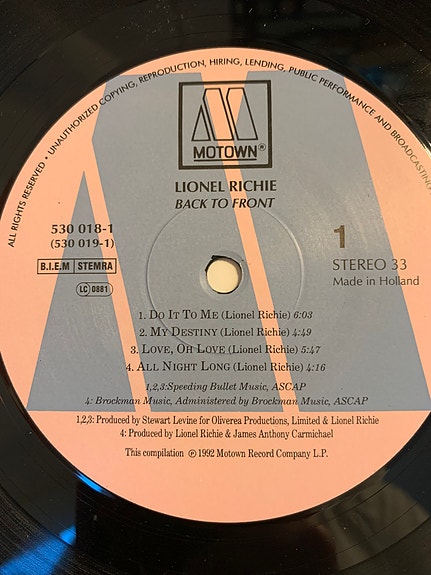 ALL RIGHTS RESERVED • UNAUTHORIZED COPYING, REPRODUCTION, HIRING, LENDING, PUBLIC PERFORMANCE AND BROADCASTING
MOTOWN®
LIONEL RICHIE
BACK TO FRONT
530 018-1
(530 019-1)
B.I.E.M STEMRA
LC 0881
1
STEREO 33
Made in Holland
1. DO IT TO ME (Lionel Richie) 6:03
2. MY DESTINY (Lionel Richie) 4:49
3. LOVE, OH LOVE (Lionel Richie) 5:47
4. ALL NIGHT LONG (Lionel Richie) 4:16
1,2,3:Speeding Bullet Music, ASCAP
4: Brockman Music, Administered by Brockman Music, ASCAP
1,2,3: Produced by Stewart Levine for Oliverea Productions, Limited & Lionel Richie
4: Produced by Lionel Richie & James Anthony Carmichael
This compilation ℗ 1992 Motown Record Company L.P.